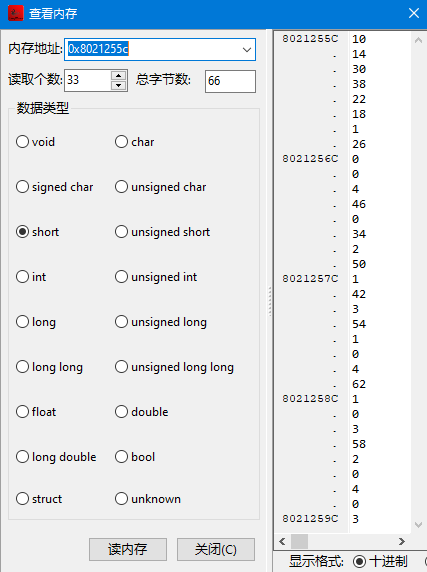 查看内存
内存地址: 0x8021255c
读取个数: 33 总字节数: 66
数据类型
void char
signed char unsigned char
short unsigned short
int unsigned int
long unsigned long
long long unsigned long long
float double
long double bool
struct unknown
读内存 关闭(C)
8021255C 10
. 14
. 30
. 38
. 22
. 18
. 1
. 26
8021256C 0
. 0
. 4
. 46
. 0
. 34
. 2
. 50
8021257C 1
. 42
. 3
. 54
. 1
. 0
. 4
. 62
8021258C 1
. 0
. 3
. 58
. 2
. 0
. 4
. 0
8021259C 3
显示格式: 十进制